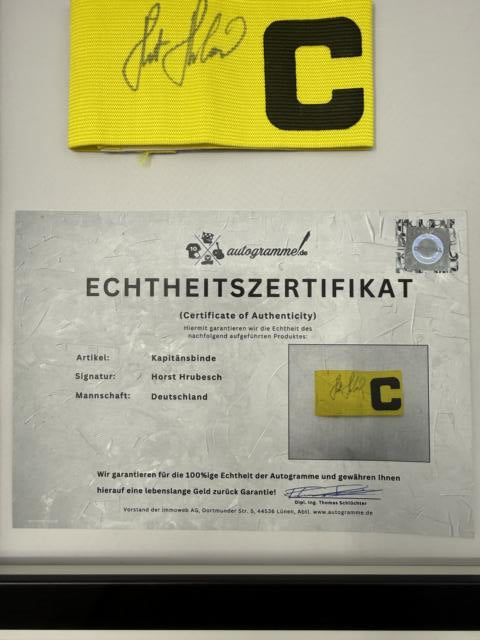 C
autogramme.de
ECHTHEITSZERTIFIKAT
(Certificate of Authenticity)
Hiermit garantieren wir die Echtheit des
nachfolgend aufgeführten Produktes:
Artikel: Kapitänsbinde
Signatur: Horst Hrubesch
Mannschaft: Deutschland
C
Wir garantieren für die 100%ige Echtheit der Autogramme und gewähren Ihnen
hierauf eine lebenslange Geld zurück Garantie!
Dipl. Ing. Thomas Schlüchter
Vorstand der immoweb AG, Dortmunder Str. 5, 44536 Lünen, Abtl. www.autogramme.de